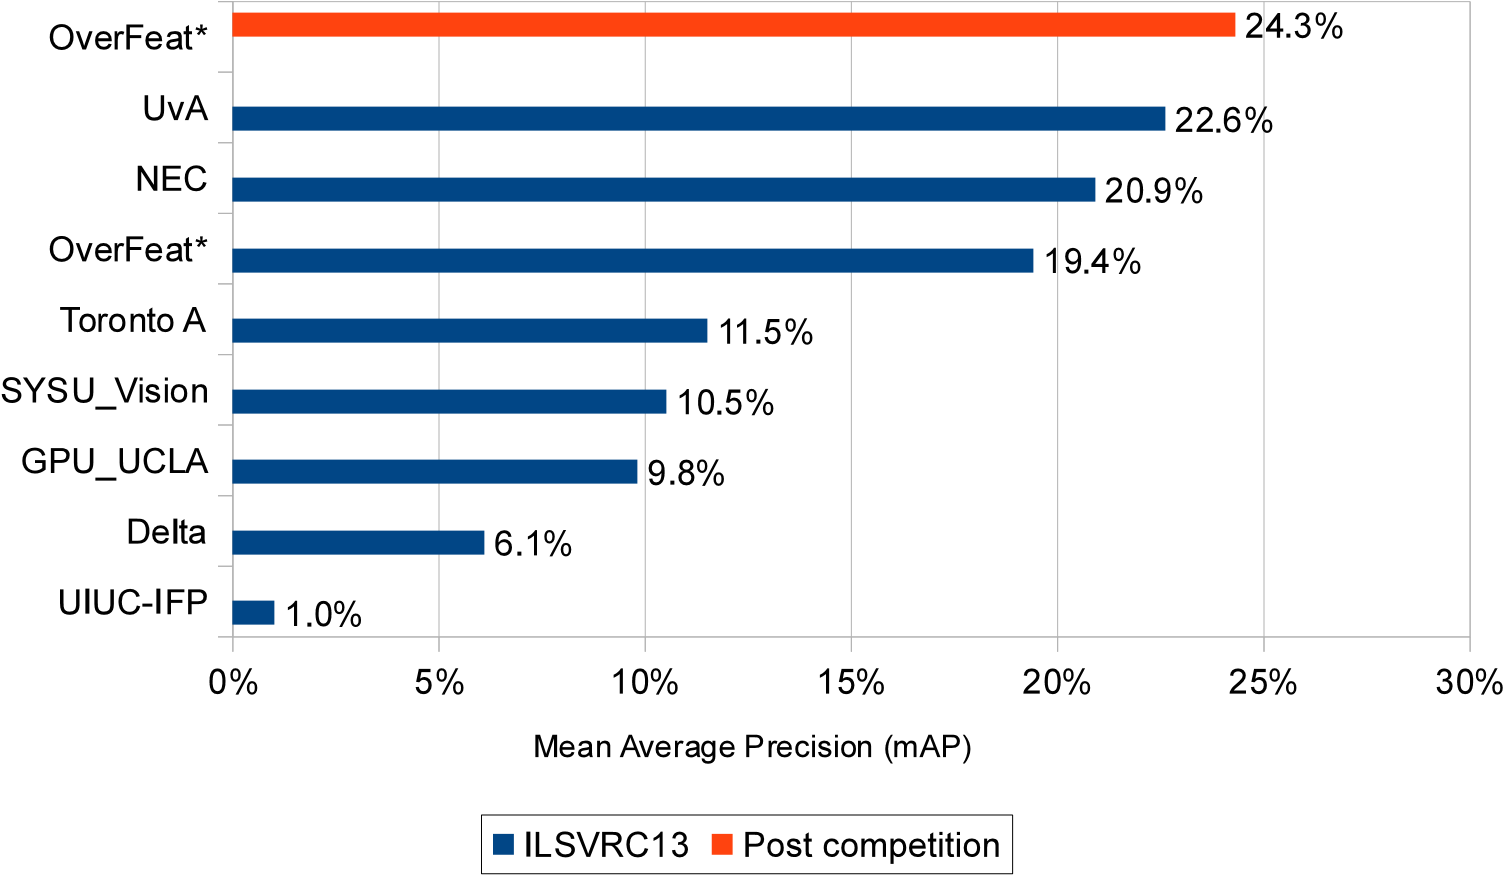 OverFeat* 24.3%
UvA 22.6%
NEC 20.9%
OverFeat* 19.4%
Toronto A 11.5%
SYSU_Vision 10.5%
GPU_UCLA 9.8%
Delta 6.1%
UIUC-IFP 1.0%
0% 5% 10% 15% 20% 25% 30%
Mean Average Precision (mAP)
ILSVRC13 Post competition